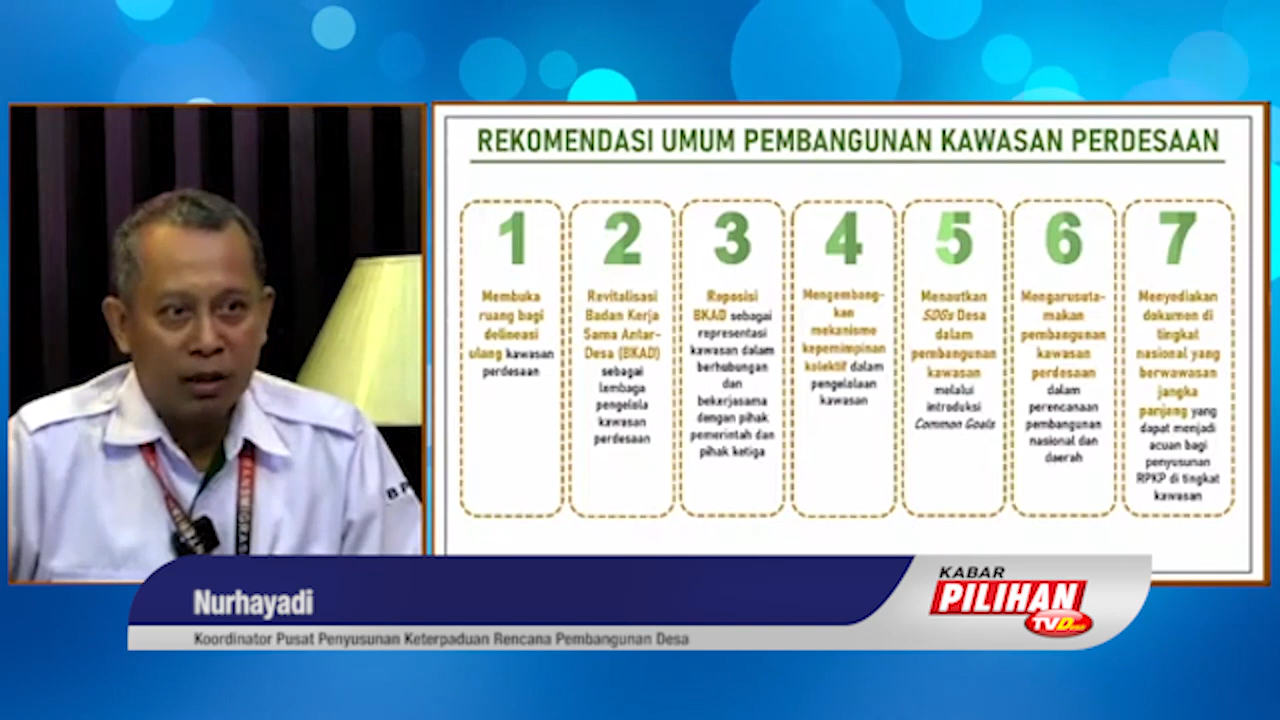 REKOMENDASI UMUM PEMBANGUNAN KAWASAN PERDESAAN
1
Membuka
ruang bagi
delineasi
ulang kawasan
perdesaan
2
Revitalisasi
Badan Kerja
Sama Antar-
Desa (BKAD)
sebagai
lembaga
pengelola
kawasan
perdesaan
3
Reposisi
BKAD sebagai
representasi
kawasan dalam
berhubungan
dan
bekerjasama
dengan pihak
pemerintah dan
pihak ketiga
4
Mengembang-
kan
mekanisme
kepemimpinan
kolektif dalam
pengelolaan
kawasan
5
Menautkan
SDGs Desa
dalam
pembangunan
kawasan
melalui
introduksi
Common Goals
6
Mengarusuta-
makan
pembangunan
kawasan
perdesaan
dalam
perencanaan
pembangunan
nasional dan
daerah
7
Menyediakan
dokumen di
tingkat
nasional yang
berwawasan
jangka
panjang yang
dapat menjadi
acuan bagi
penyusunan
RPKP di tingkat
kawasan
Nurhayadi
Koordinator Pusat Penyusunan Keterpaduan Rencana Pembangunan Desa
KABAR
PILIHAN
TVDesa